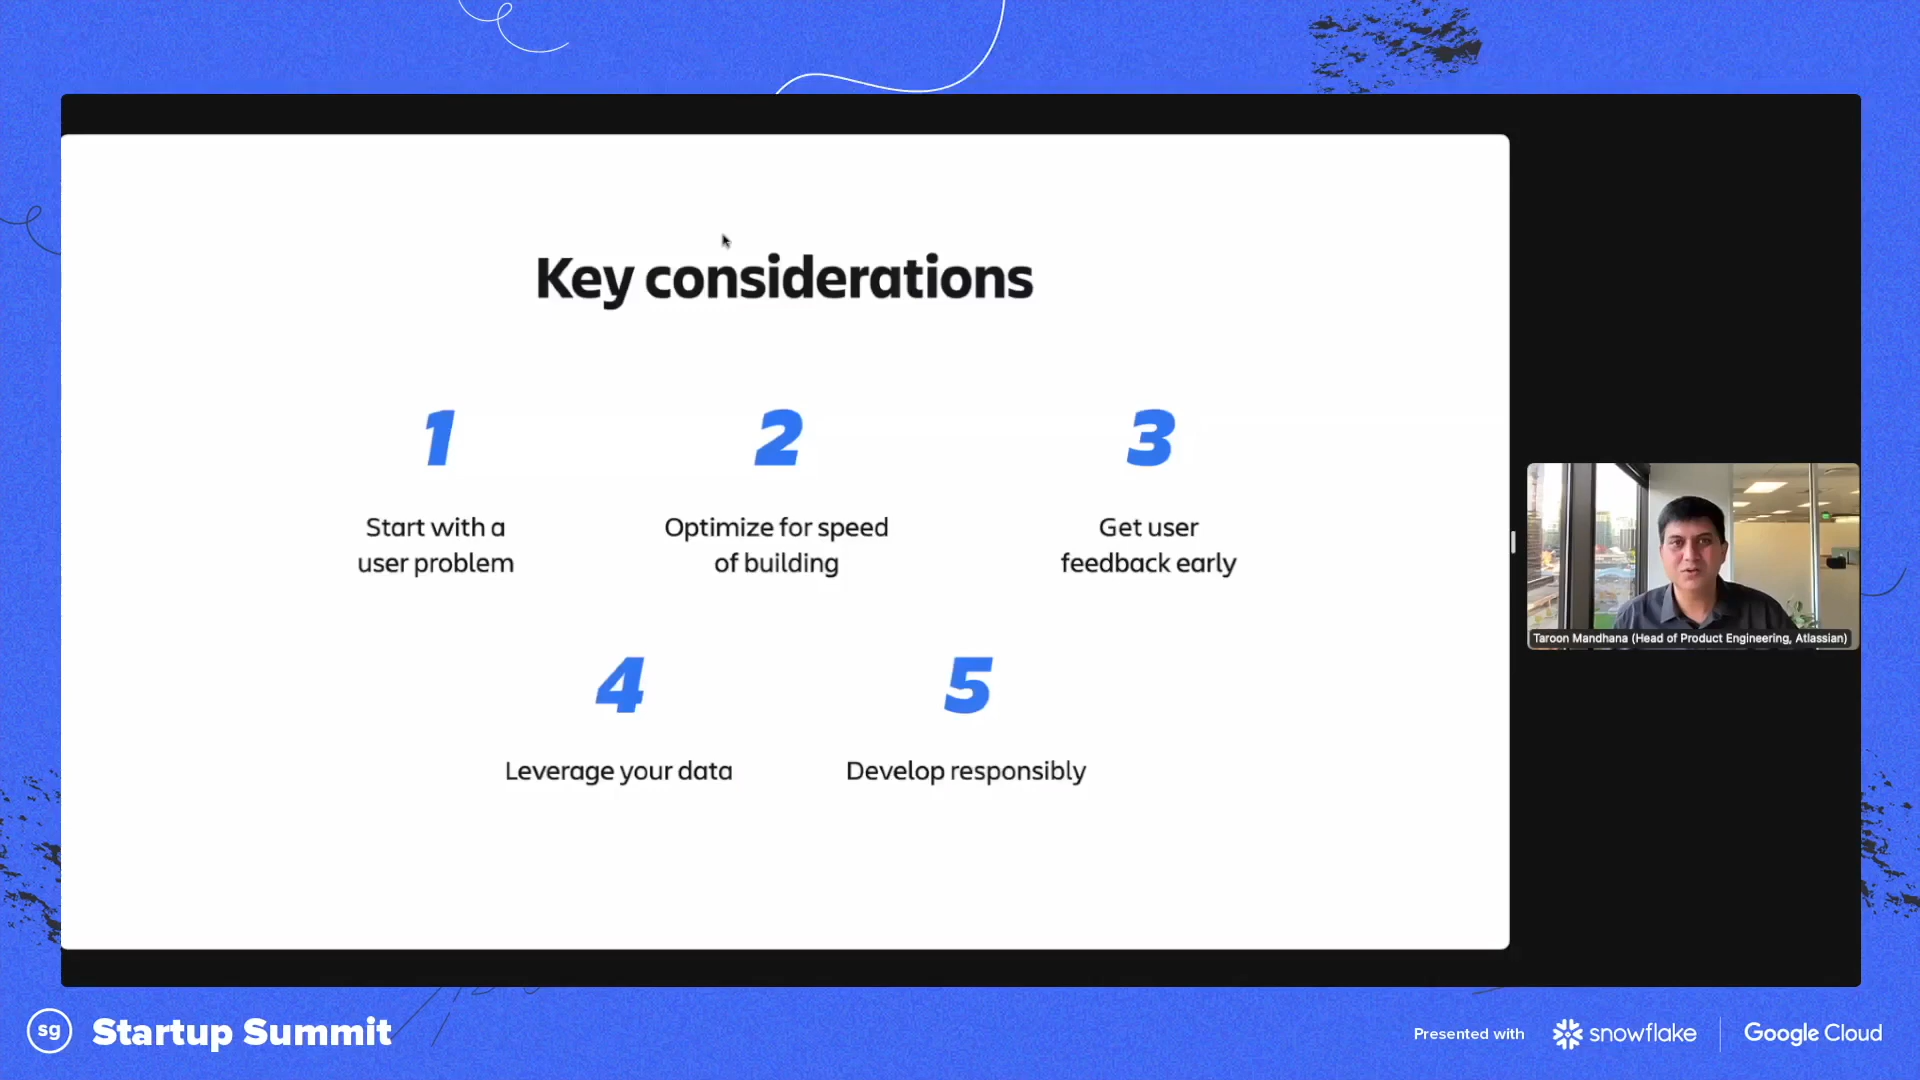 Key considerations
1
2
3
Start with a
user problem
Optimize for speed
of building
Get user
feedback early
4
5
Leverage your data
Develop responsibly
Taroon Mandhana (Head of Product Engineering, Atlassian)
sg
Startup Summit
Presented with
snowflake
Google Cloud